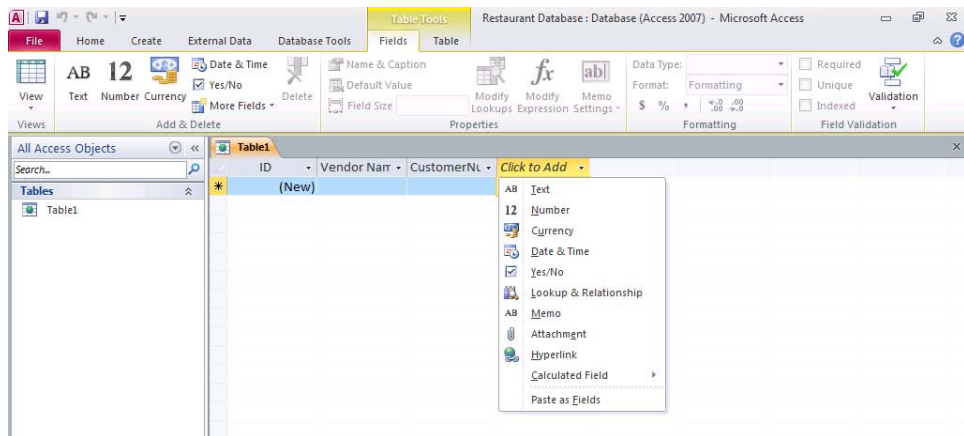 Table Tools Restaurant Database : Database (Access 2007) - Microsoft Access
File Home Create External Data Database Tools Fields Table
View
AB Text
12 Number
Currency
Date & Time
Yes/No
More Fields
Delete
Name & Caption
Default Value
Field Size
Modify Lookups
fx Modify Expression
ab Memo Settings
Data Type:
Format: Formatting
$ % ,
Required
Unique
Indexed
Validation
Views Add & Delete Properties Formatting Field Validation
All Access Objects «
Search...
Tables
Table1
Table1
ID Vendor Nam CustomerNu Click to Add
(New)
AB Text
12 Number
Currency
Date & Time
Yes/No
Lookup & Relationship
AB Memo
Attachment
Hyperlink
Calculated Field
Paste as Fields